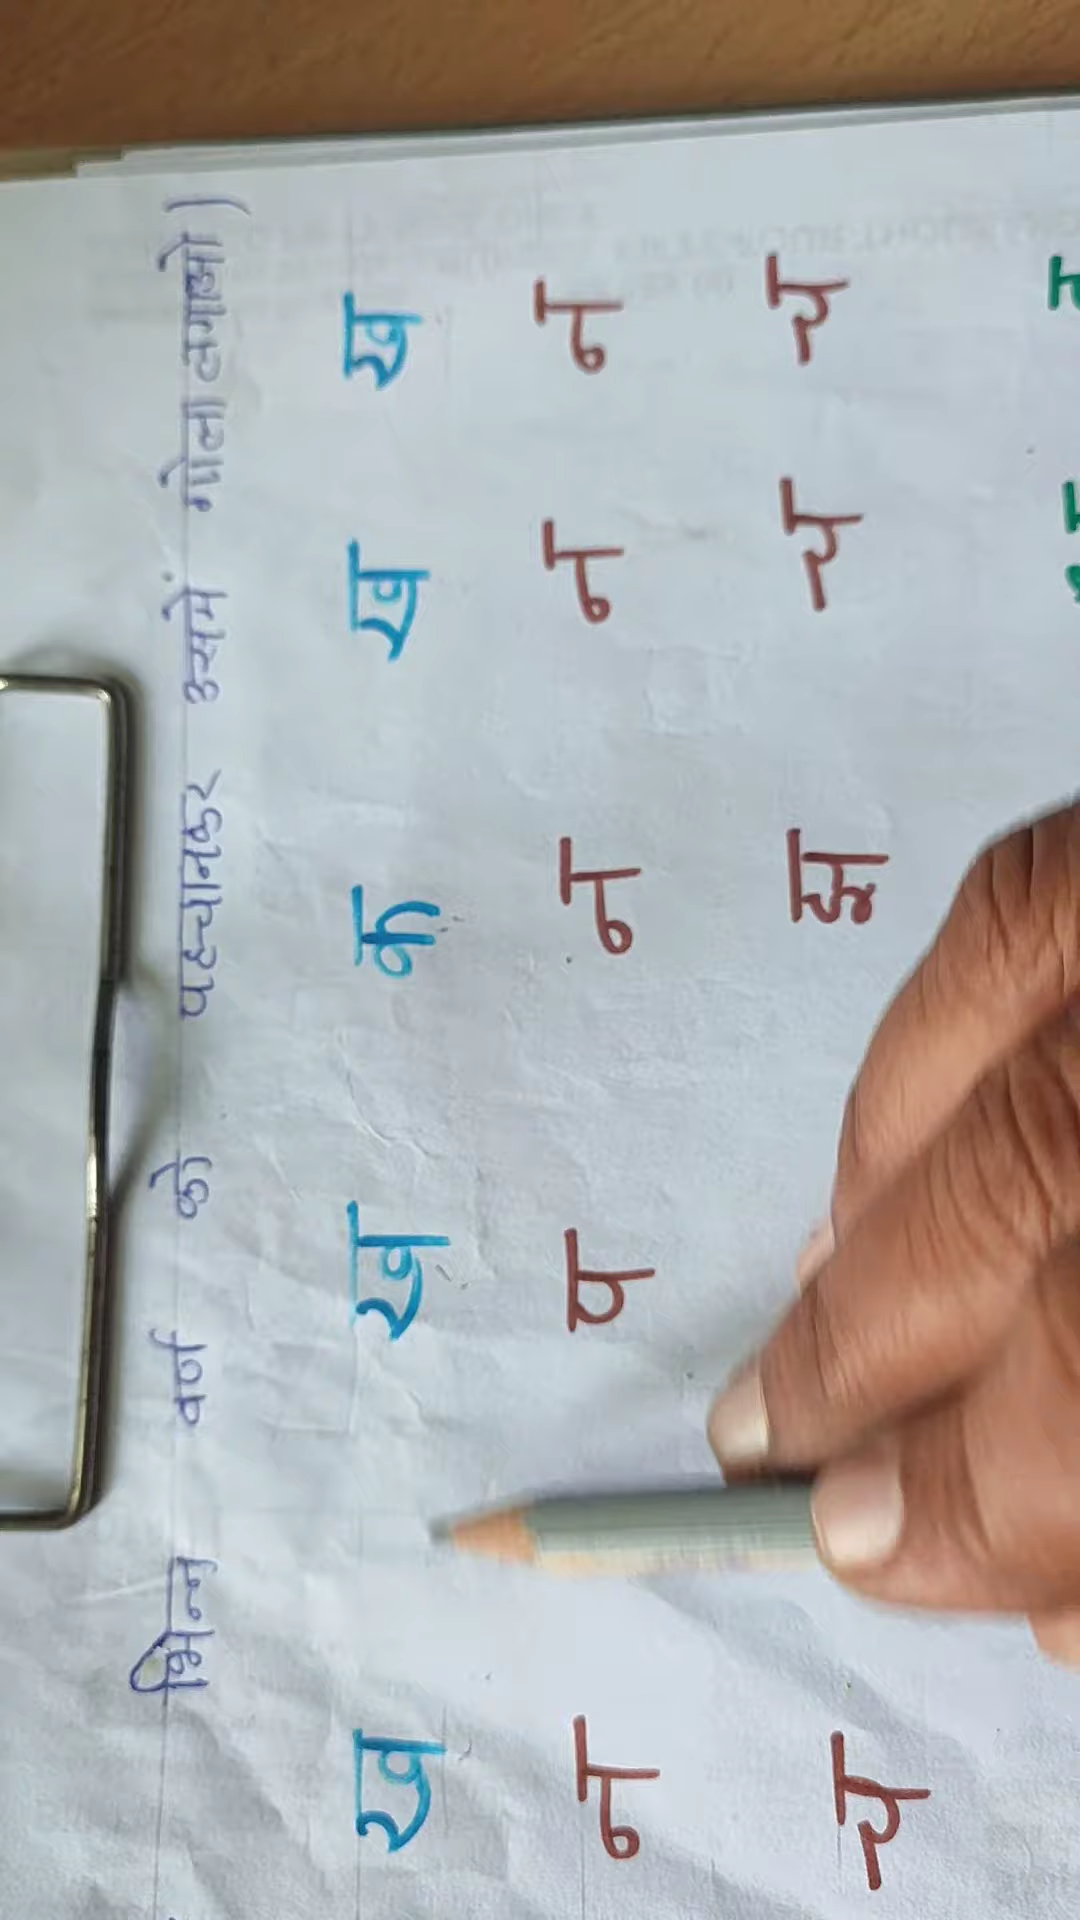 भिन्न वर्ण को पहचानकर उसमें गोला लगाओ।
ख ख क ख ख
न प न न न
च झ च च